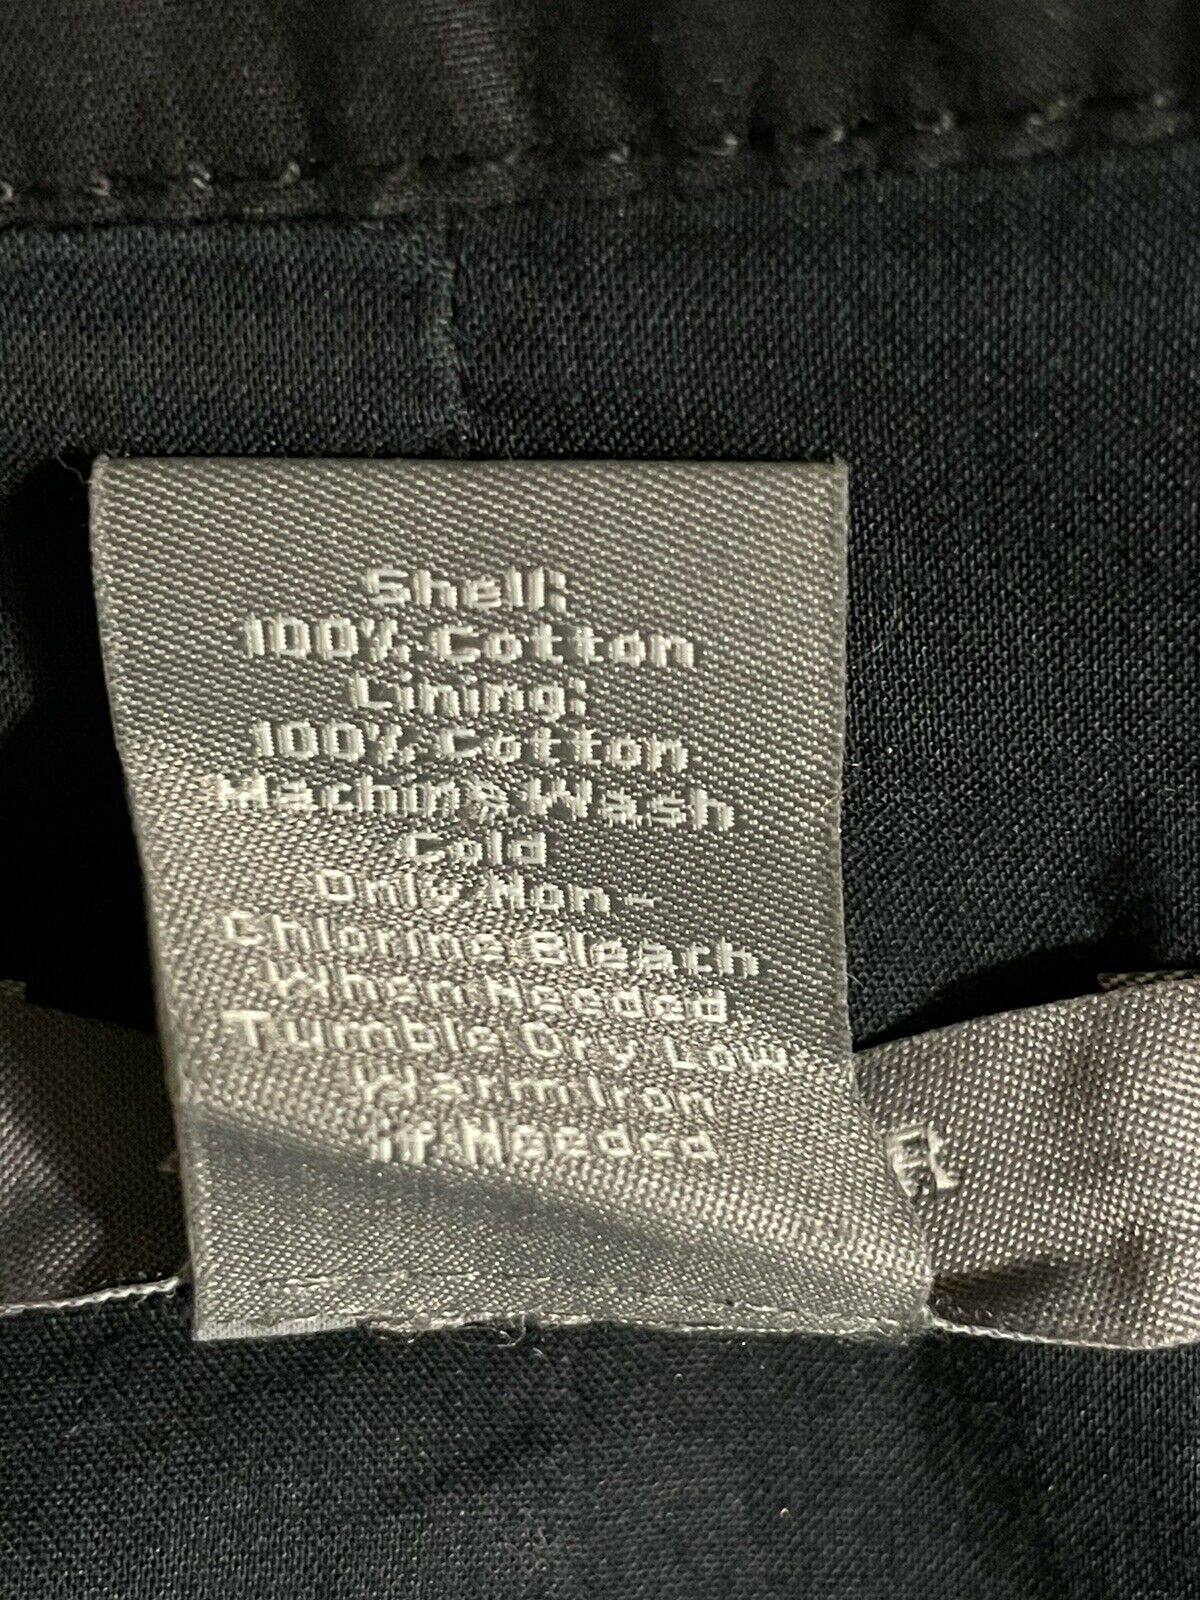 Shell:
100% Cotton
Lining:
100% Cotton
Machine Wash
Cold
Only Non-
Chlorine Bleach
When Needed
Tumble Dry Low
Warm Iron
if Needed